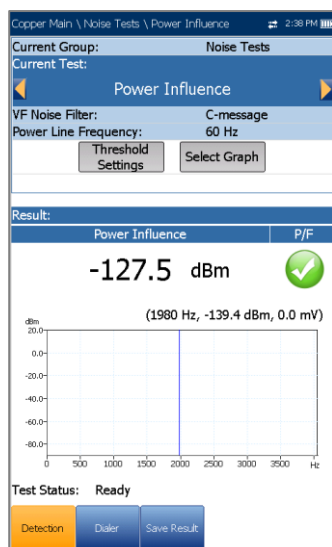 Copper Main \ Noise Tests \ Power Influence 2:38 PM
Current Group: Noise Tests
Current Test:
Power Influence
VF Noise Filter: C-message
Power Line Frequency: 60 Hz
Threshold Settings Select Graph
Result:
Power Influence P/F
-127.5 dBm
(1980 Hz, -139.4 dBm, 0.0 mV)
dBm
20.0
0.0
-20.0
-40.0
-60.0
-80.0
0 500 1000 1500 2000 2500 3000 3500 Hz
Test Status: Ready
Detection Dialer Save Result